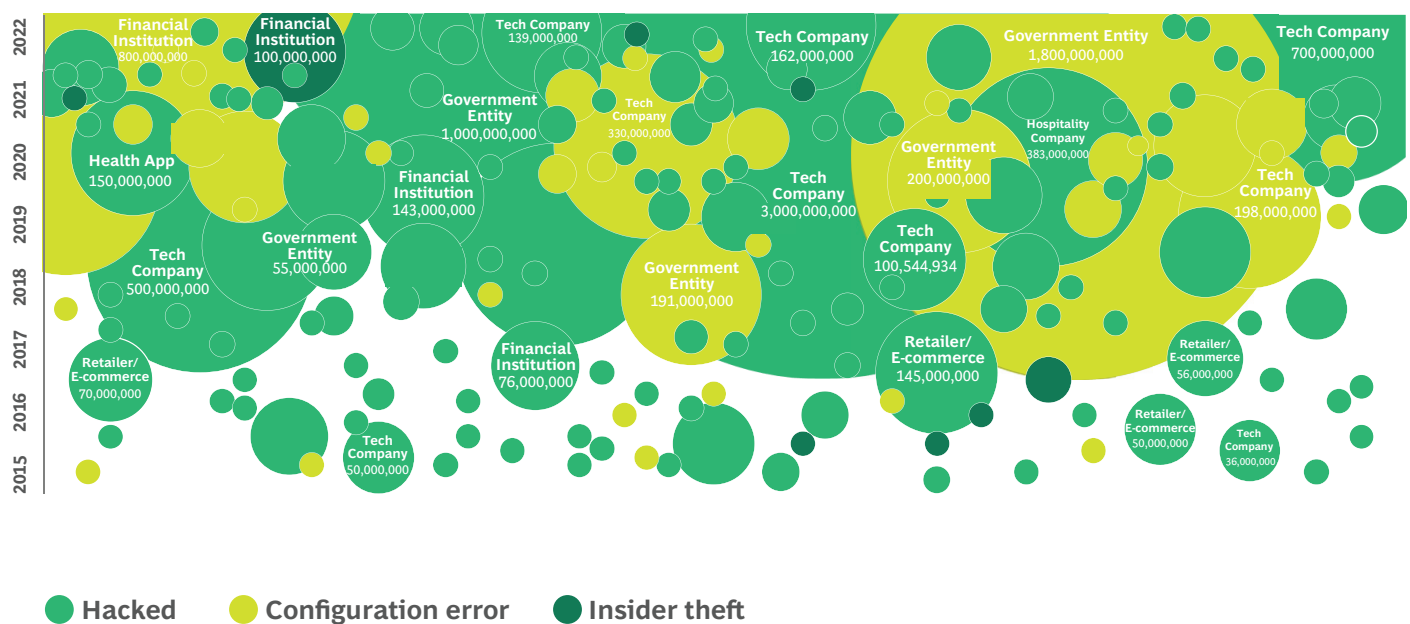 2022
2021
2020
2019
2018
2017
2016
2015
Financial
Institution
800,000,000
Financial
Institution
100,000,000
Tech Company
139,000,000
Tech Company
162,000,000
Government Entity
1,800,000,000
Tech Company
700,000,000
Government
Entity
1,000,000,000
Tech
Company
330,000,000
Hospitality
Company
383,000,000
Health App
150,000,000
Financial
Institution
143,000,000
Tech
Company
3,000,000,000
Government
Entity
200,000,000
Tech
Company
198,000,000
Tech
Company
500,000,000
Government
Entity
55,000,000
Government
Entity
191,000,000
Tech
Company
100,544,934
Retailer/
E-commerce
70,000,000
Financial
Institution
76,000,000
Retailer/
E-commerce
145,000,000
Retailer/
E-commerce
56,000,000
Tech
Company
50,000,000
Retailer/
E-commerce
50,000,000
Tech
Company
36,000,000
Hacked
Configuration error
Insider theft